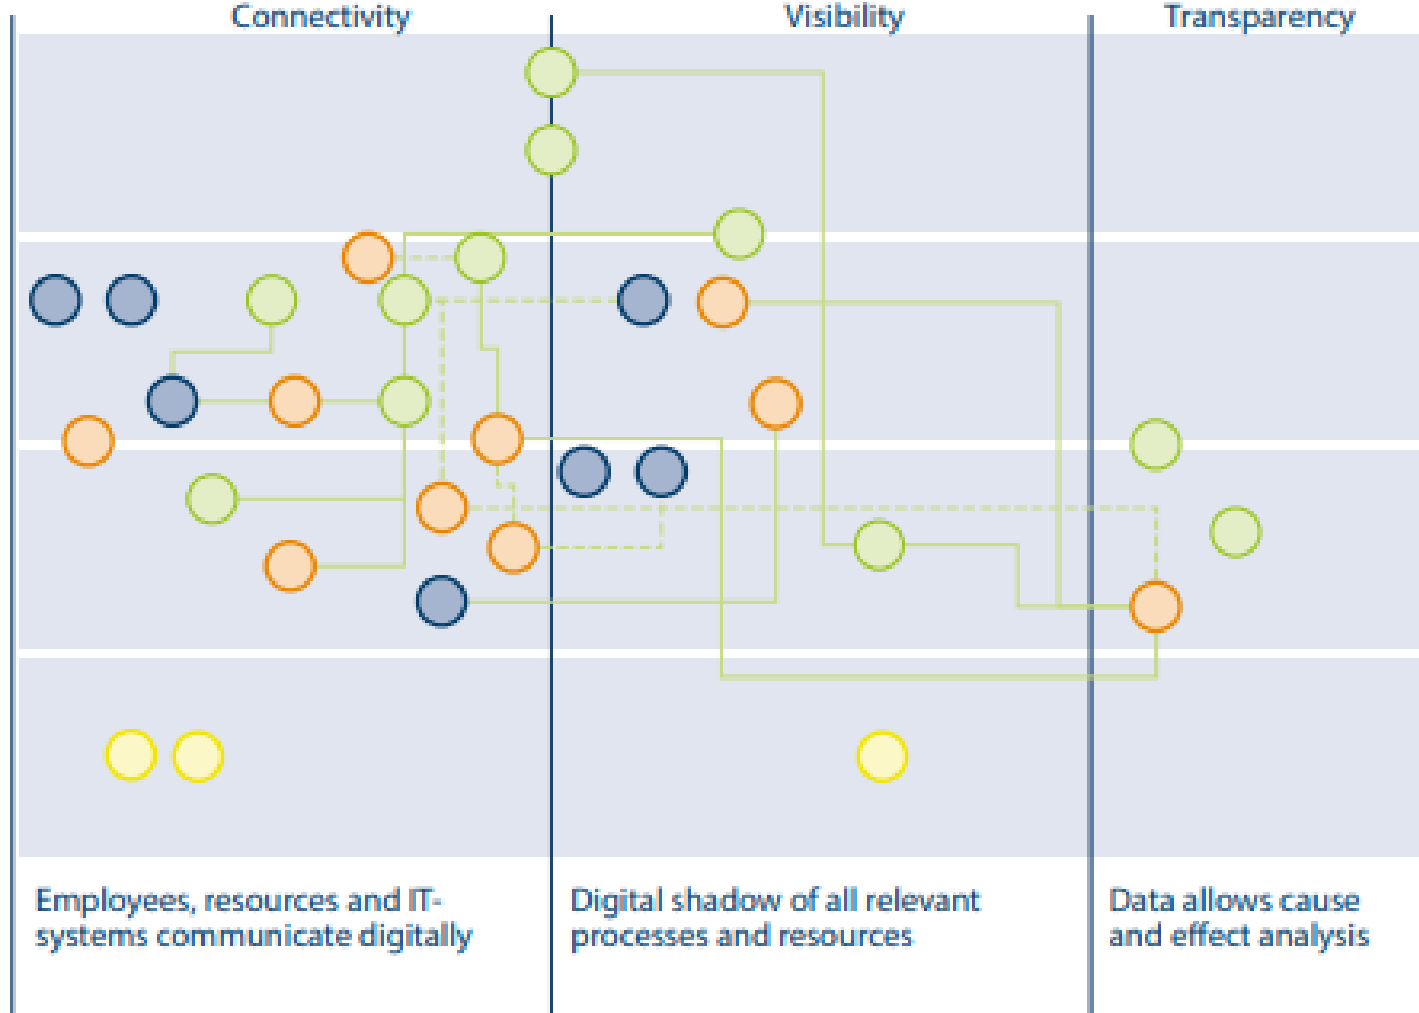 Connectivity
Visibility
Transparency
Employees, resources and IT-
systems communicate digitally
Digital shadow of all relevant
processes and resources
Data allows cause
and effect analysis